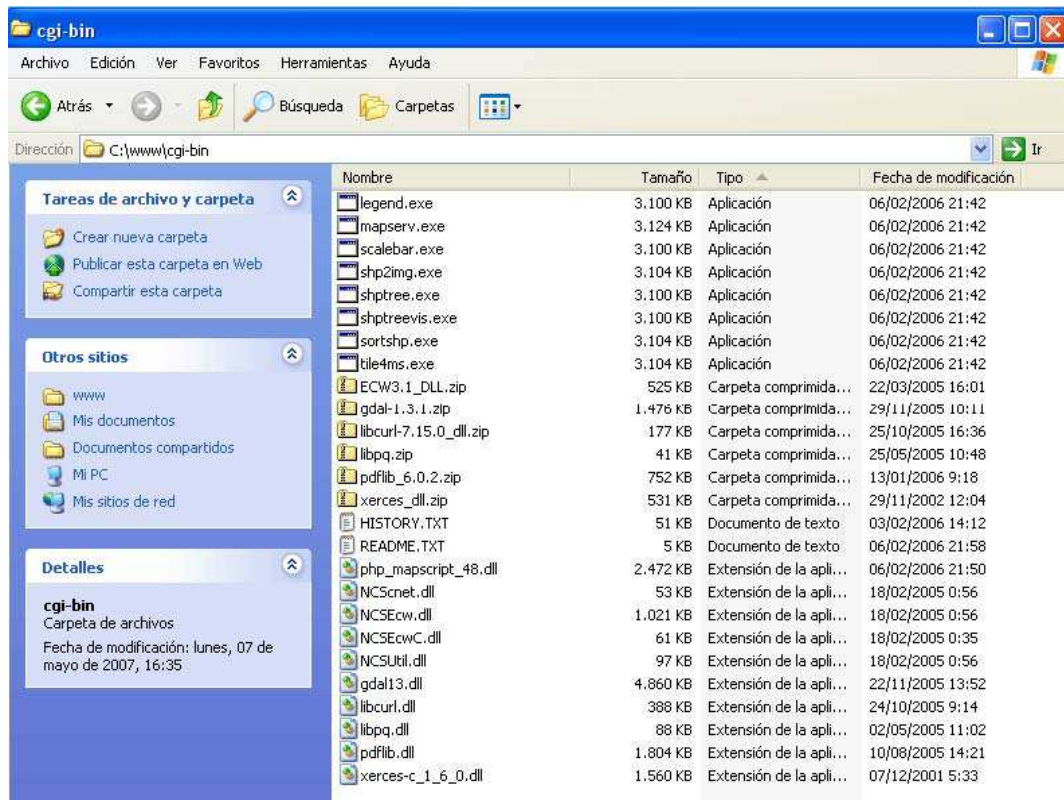 cgi-bin
Archivo Edición Ver Favoritos Herramientas Ayuda
Atrás Búsqueda Carpetas
Dirección C:\www\cgi-bin Ir
Tareas de archivo y carpeta
Crear nueva carpeta
Publicar esta carpeta en Web
Compartir esta carpeta
Otros sitios
www
Mis documentos
Documentos compartidos
Mi PC
Mis sitios de red
Detalles
cgi-bin
Carpeta de archivos
Fecha de modificación: lunes, 07 de
mayo de 2007, 16:35
Nombre Tamaño Tipo Fecha de modificación
legend.exe 3.100 KB Aplicación 06/02/2006 21:42
mapserv.exe 3.124 KB Aplicación 06/02/2006 21:42
scalebar.exe 3.100 KB Aplicación 06/02/2006 21:42
shp2img.exe 3.104 KB Aplicación 06/02/2006 21:42
shptree.exe 3.100 KB Aplicación 06/02/2006 21:42
shptreevis.exe 3.100 KB Aplicación 06/02/2006 21:42
sortshp.exe 3.104 KB Aplicación 06/02/2006 21:42
tile4ms.exe 3.104 KB Aplicación 06/02/2006 21:42
ECW3.1_DLL.zip 525 KB Carpeta comprimida... 22/03/2005 16:01
gdal-1.3.1.zip 1.476 KB Carpeta comprimida... 29/11/2005 10:11
libcurl-7.15.0_dll.zip 177 KB Carpeta comprimida... 25/10/2005 16:36
libpq.zip 41 KB Carpeta comprimida... 25/05/2005 10:48
pdflib_6.0.2.zip 752 KB Carpeta comprimida... 13/01/2006 9:18
xerces_dll.zip 531 KB Carpeta comprimida... 29/11/2002 12:04
HISTORY.TXT 51 KB Documento de texto 03/02/2006 14:12
README.TXT 5 KB Documento de texto 06/02/2006 21:58
php_mapscript_48.dll 2.472 KB Extensión de la apli... 06/02/2006 21:50
NCScnet.dll 53 KB Extensión de la apli... 18/02/2005 0:56
NCSEcw.dll 1.021 KB Extensión de la apli... 18/02/2005 0:56
NCSEcwC.dll 61 KB Extensión de la apli... 18/02/2005 0:35
NCSUtil.dll 97 KB Extensión de la apli... 18/02/2005 0:56
gdal13.dll 4.860 KB Extensión de la apli... 22/11/2005 13:52
libcurl.dll 388 KB Extensión de la apli... 24/10/2005 9:14
libpq.dll 88 KB Extensión de la apli... 02/05/2005 11:02
pdflib.dll 1.804 KB Extensión de la apli... 10/08/2005 14:21
xerces-c_1_6_0.dll 1.560 KB Extensión de la apli... 07/12/2001 5:33